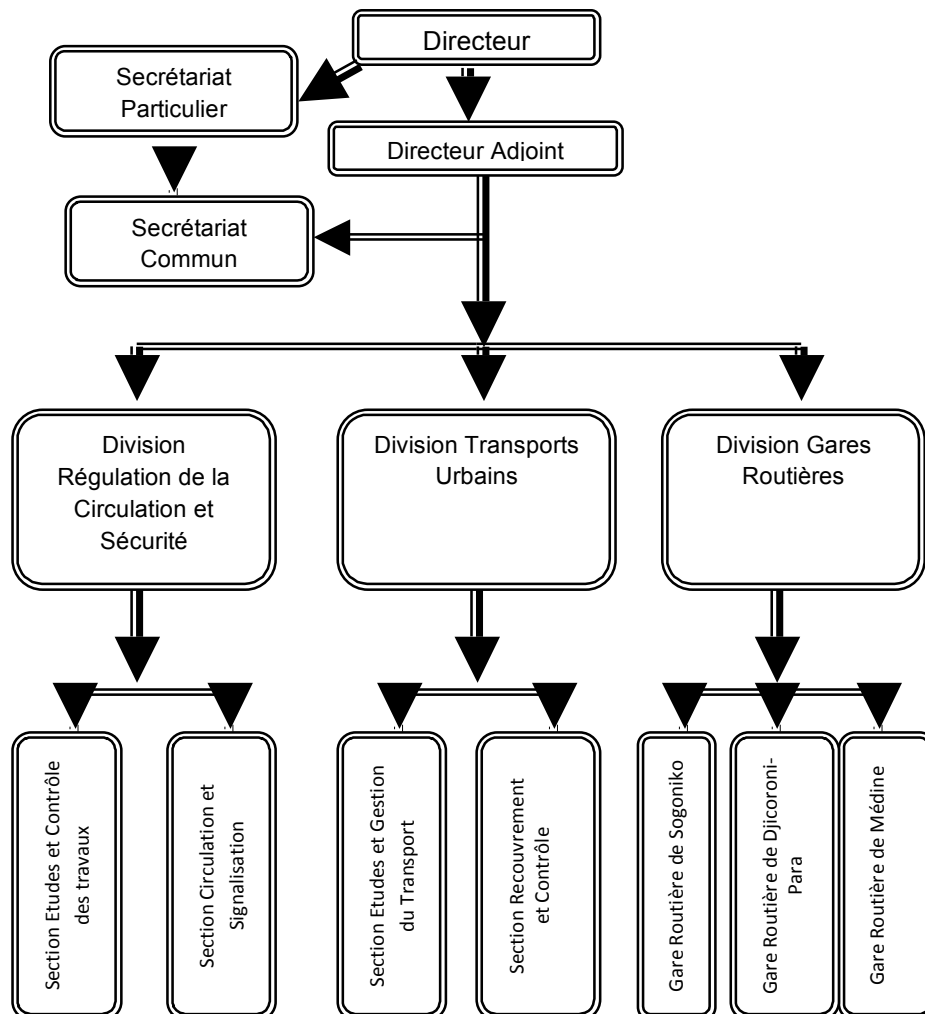 Directeur
Secrétariat
Particulier
Directeur Adjoint
Secrétariat
Commun
Division
Régulation de la
Circulation et
Sécurité
Division Transports
Urbains
Division Gares
Routières
Section Etudes et Contrôle
des travaux
Section Circulation et
Signalisation
Section Etudes et Gestion
du Transport
Section Recouvrement
et Contrôle
Gare Routière de Sogoniko
Gare Routière de Djicoroni-
Para
Gare Routière de Médine